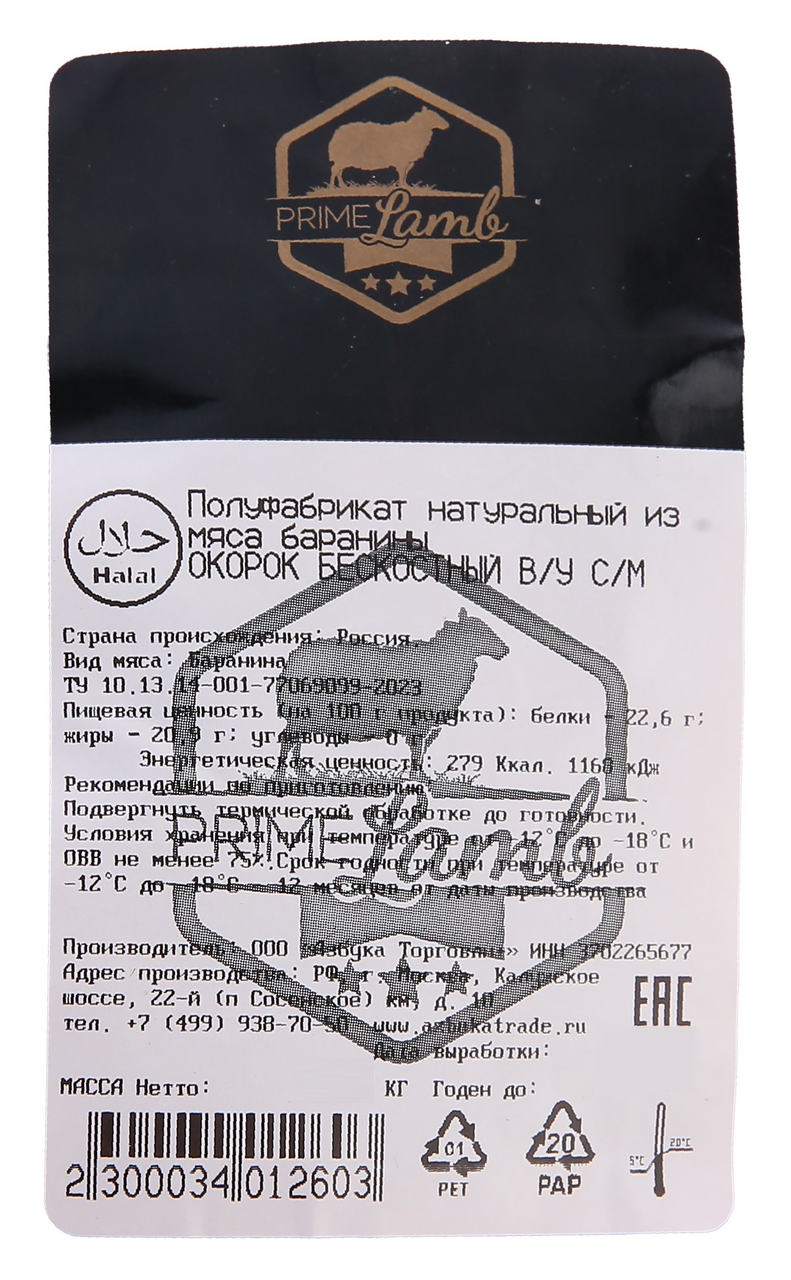 PRIME Lamb
حلال
Halal
Полуфабрикат натуральный из
мяса баранины
ОКОРОК БЕСКОСТНЫЙ В/У С/М
Страна происхождения: Россия.
Вид мяса: Баранина
ТУ 10.13.14-001-77069099-2023
Пищевая ценность (на 100 г продукта): белки - 22,6 г;
жиры - 20,9 г; углеводы - 0 г
Энергетическая ценность: 279 Ккал. 1168 кДж
Рекомендации по приготовлению:
Подвергнуть термической обработке до готовности.
Условия хранения при температуре от -12°С до -18°С и
ОВВ не менее 75%.Срок годности при температуре от
-12°С до -18°С - 12 месяцев от даты производства
PRIME Lamb
Производитель: ООО «Азбука Торговли» ИНН 9702265677
Адрес производства: РФ, г. Москва, Калужское
шоссе, 22-й (п Сосенское) км, д. 10
тел. +7 (499) 938-70-50 www.azbukatrade.ru
EAC
Дата выработки:
МАССА Нетто: КГ Годен до:
2 300034 012603
01
PET
20
PAP
5°C
20°C